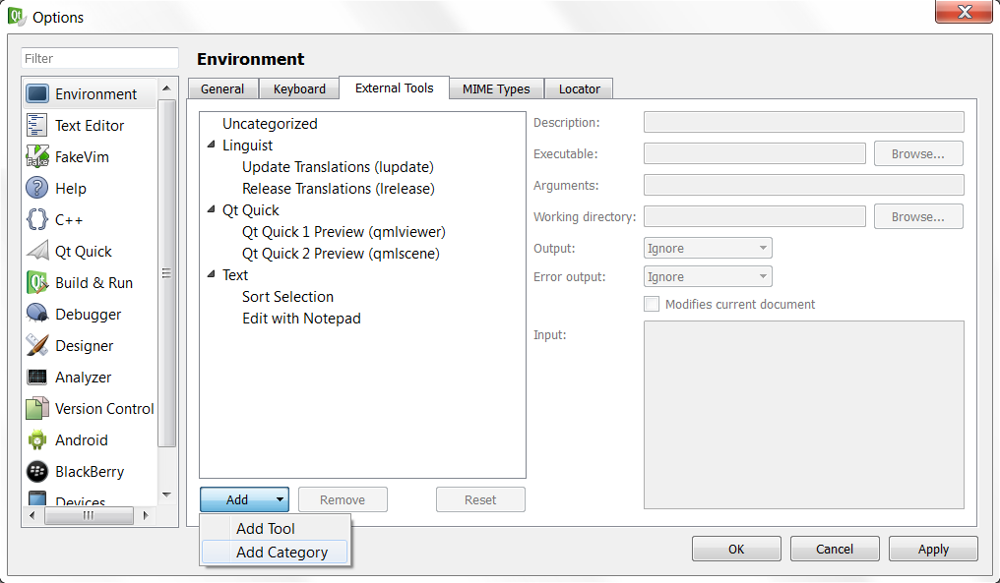 Options
Filter
Environment
Text Editor
FakeVim
Help
C++
Qt Quick
Build & Run
Debugger
Designer
Analyzer
Version Control
Android
BlackBerry
Devices
Environment
General Keyboard External Tools MIME Types Locator
Uncategorized
Linguist
Update Translations (lupdate)
Release Translations (lrelease)
Qt Quick
Qt Quick 1 Preview (qmlviewer)
Qt Quick 2 Preview (qmlscene)
Text
Sort Selection
Edit with Notepad
Add Remove Reset
Add Tool
Add Category
Description:
Executable: Browse...
Arguments:
Working directory: Browse...
Output: Ignore
Error output: Ignore
Modifies current document
Input:
OK Cancel Apply